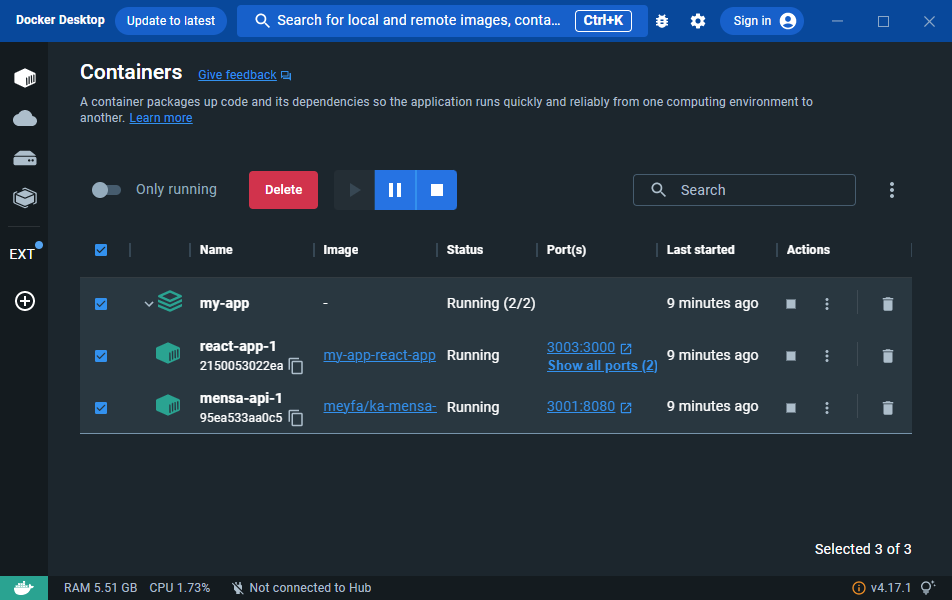 Docker Desktop
Update to latest
Search for local and remote images, conta...
Ctrl+K
Sign in
Containers
Give feedback
A container packages up code and its dependencies so the application runs quickly and reliably from one computing environment to
another. Learn more
Only running
Delete
Search
EXT
Name Image Status Port(s) Last started Actions
my-app - Running (2/2) 9 minutes ago
react-app-1
2150053022ea
my-app-react-app
Running
3003:3000
Show all ports (2)
9 minutes ago
mensa-api-1
95ea533aa0c5
meyfa/ka-mensa-
Running
3001:8080
9 minutes ago
Selected 3 of 3
RAM 5.51 GB CPU 1.73% Not connected to Hub
v4.17.1